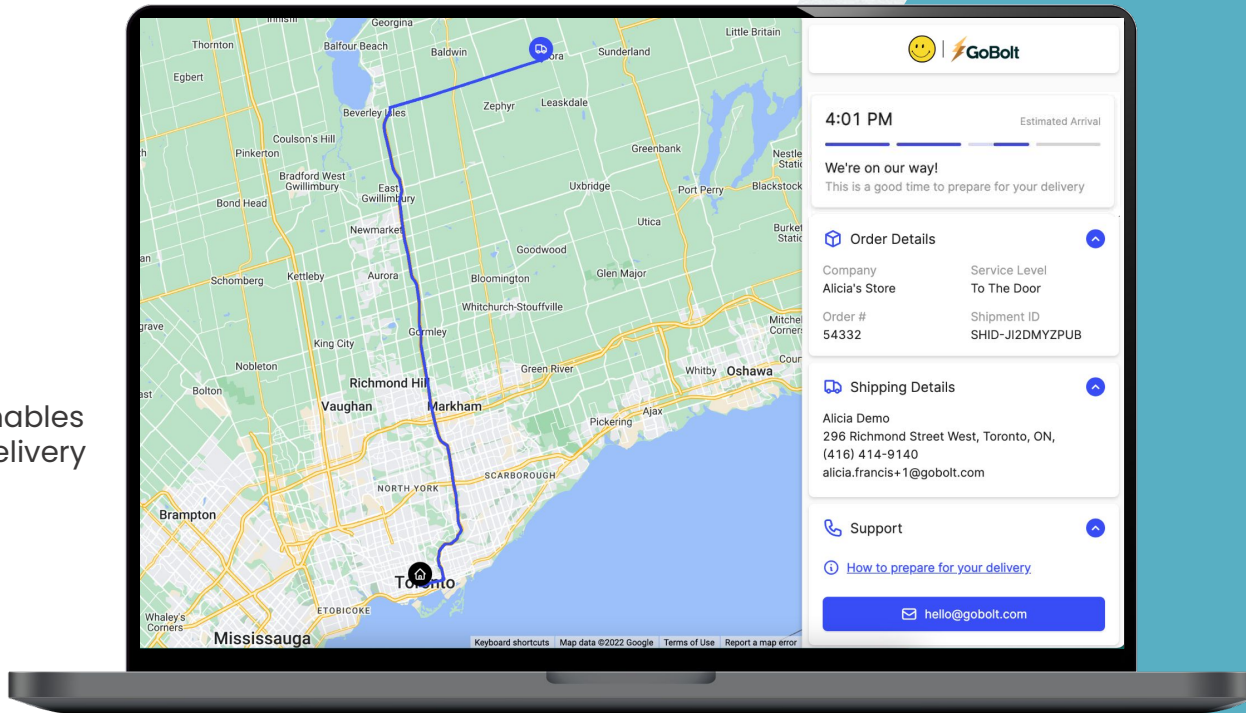 Georgina
Little Britain
Thornton
Balfour Beach
Baldwin
Sunderland
Egbert
Zephyr
Leaskdale
Beverley Isles
Coulson's Hill
Pinkerton
Greenbank
Bradford West
Gwillimbury
East
Gwillimbury
Uxbridge
Port Perry
Blackstock
Bond Head
Utica
Newmarket
Goodwood
Schomberg
Kettleby
Aurora
Bloomington
Glen Major
Whitchurch-Stouffville
Gormley
King City
Nobleton
Green River
Whitby
Oshawa
Bolton
Richmond Hill
Vaughan
Markham
Ajax
Pickering
SCARBOROUGH
NORTH YORK
Brampton
Toronto
ETOBICOKE
Whaley's
Corners
Mississauga
Keyboard shortcuts Map data ©2022 Google Terms of Use Report a map error
GoBolt
4:01 PM Estimated Arrival
We're on our way!
This is a good time to prepare for your delivery
Order Details
Company Service Level
Alicia's Store To The Door
Order # Shipment ID
54332 SHID-JI2DMYZPUB
Shipping Details
Alicia Demo
296 Richmond Street West, Toronto, ON,
(416) 414-9140
alicia.francis+1@gobolt.com
Support
How to prepare for your delivery
hello@gobolt.com